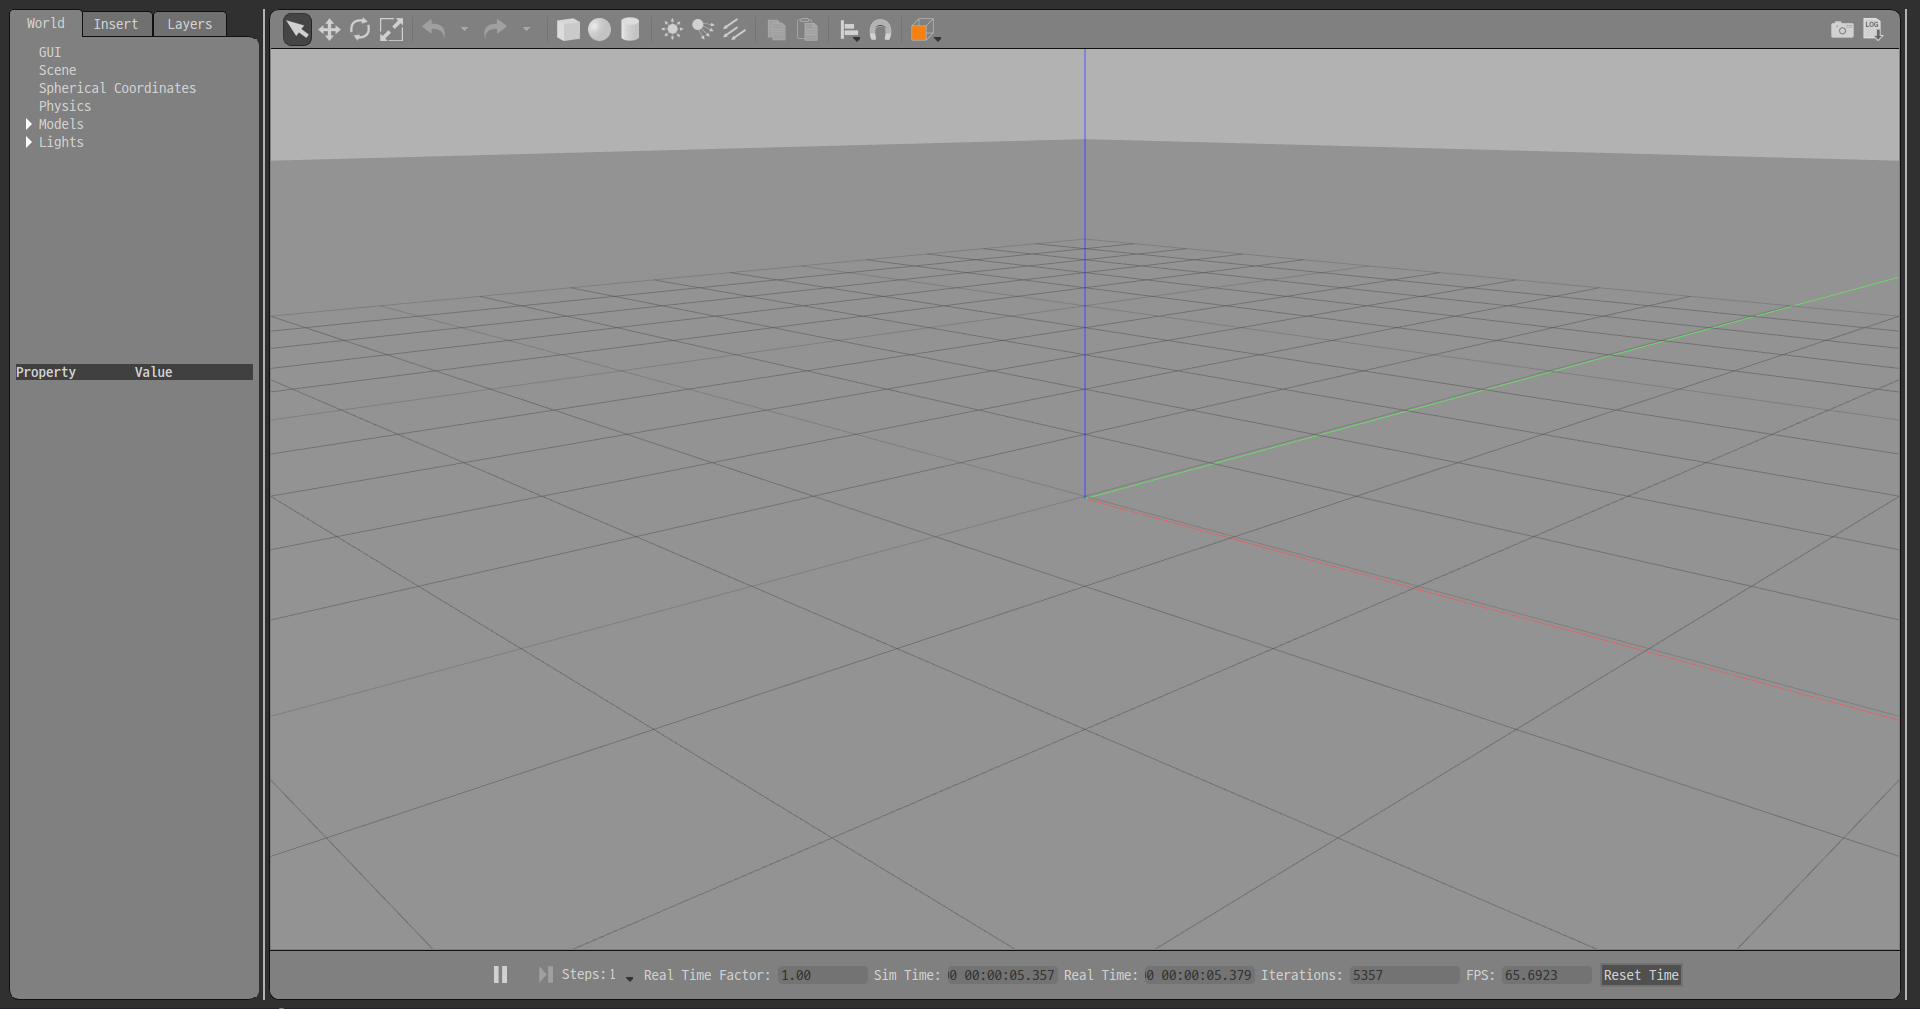 World Insert Layers
LOG
GUI
Scene
Spherical Coordinates
Physics
Models
Lights
Property Value
Steps: 1 Real Time Factor: 1.00 Sim Time: 0 00:00:05.357 Real Time: 0 00:00:05.379 Iterations: 5357 FPS: 65.6923 Reset Time